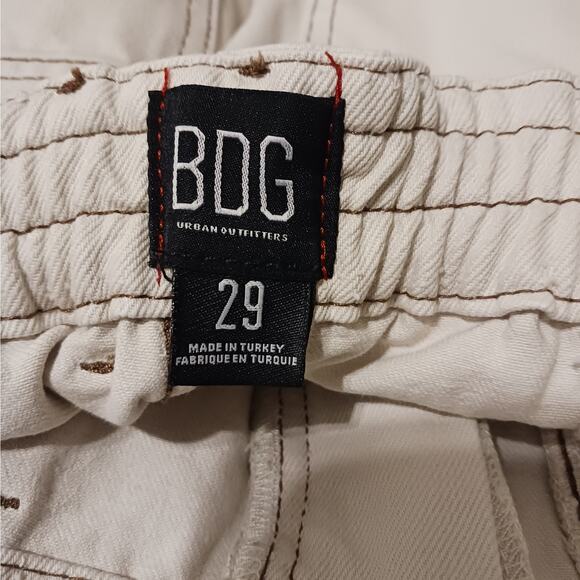 BDG
URBAN OUTFITTERS
29
MADE IN TURKEY
FABRIQUE EN TURQUIE